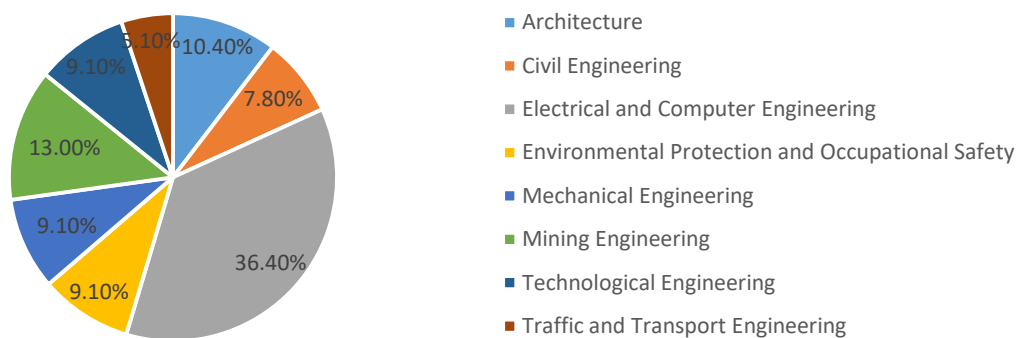 5.10%
10.40%
9.10%
7.80%
13.00%
9.10%
36.40%
9.10%
Architecture
Civil Engineering
Electrical and Computer Engineering
Environmental Protection and Occupational Safety
Mechanical Engineering
Mining Engineering
Technological Engineering
Traffic and Transport Engineering